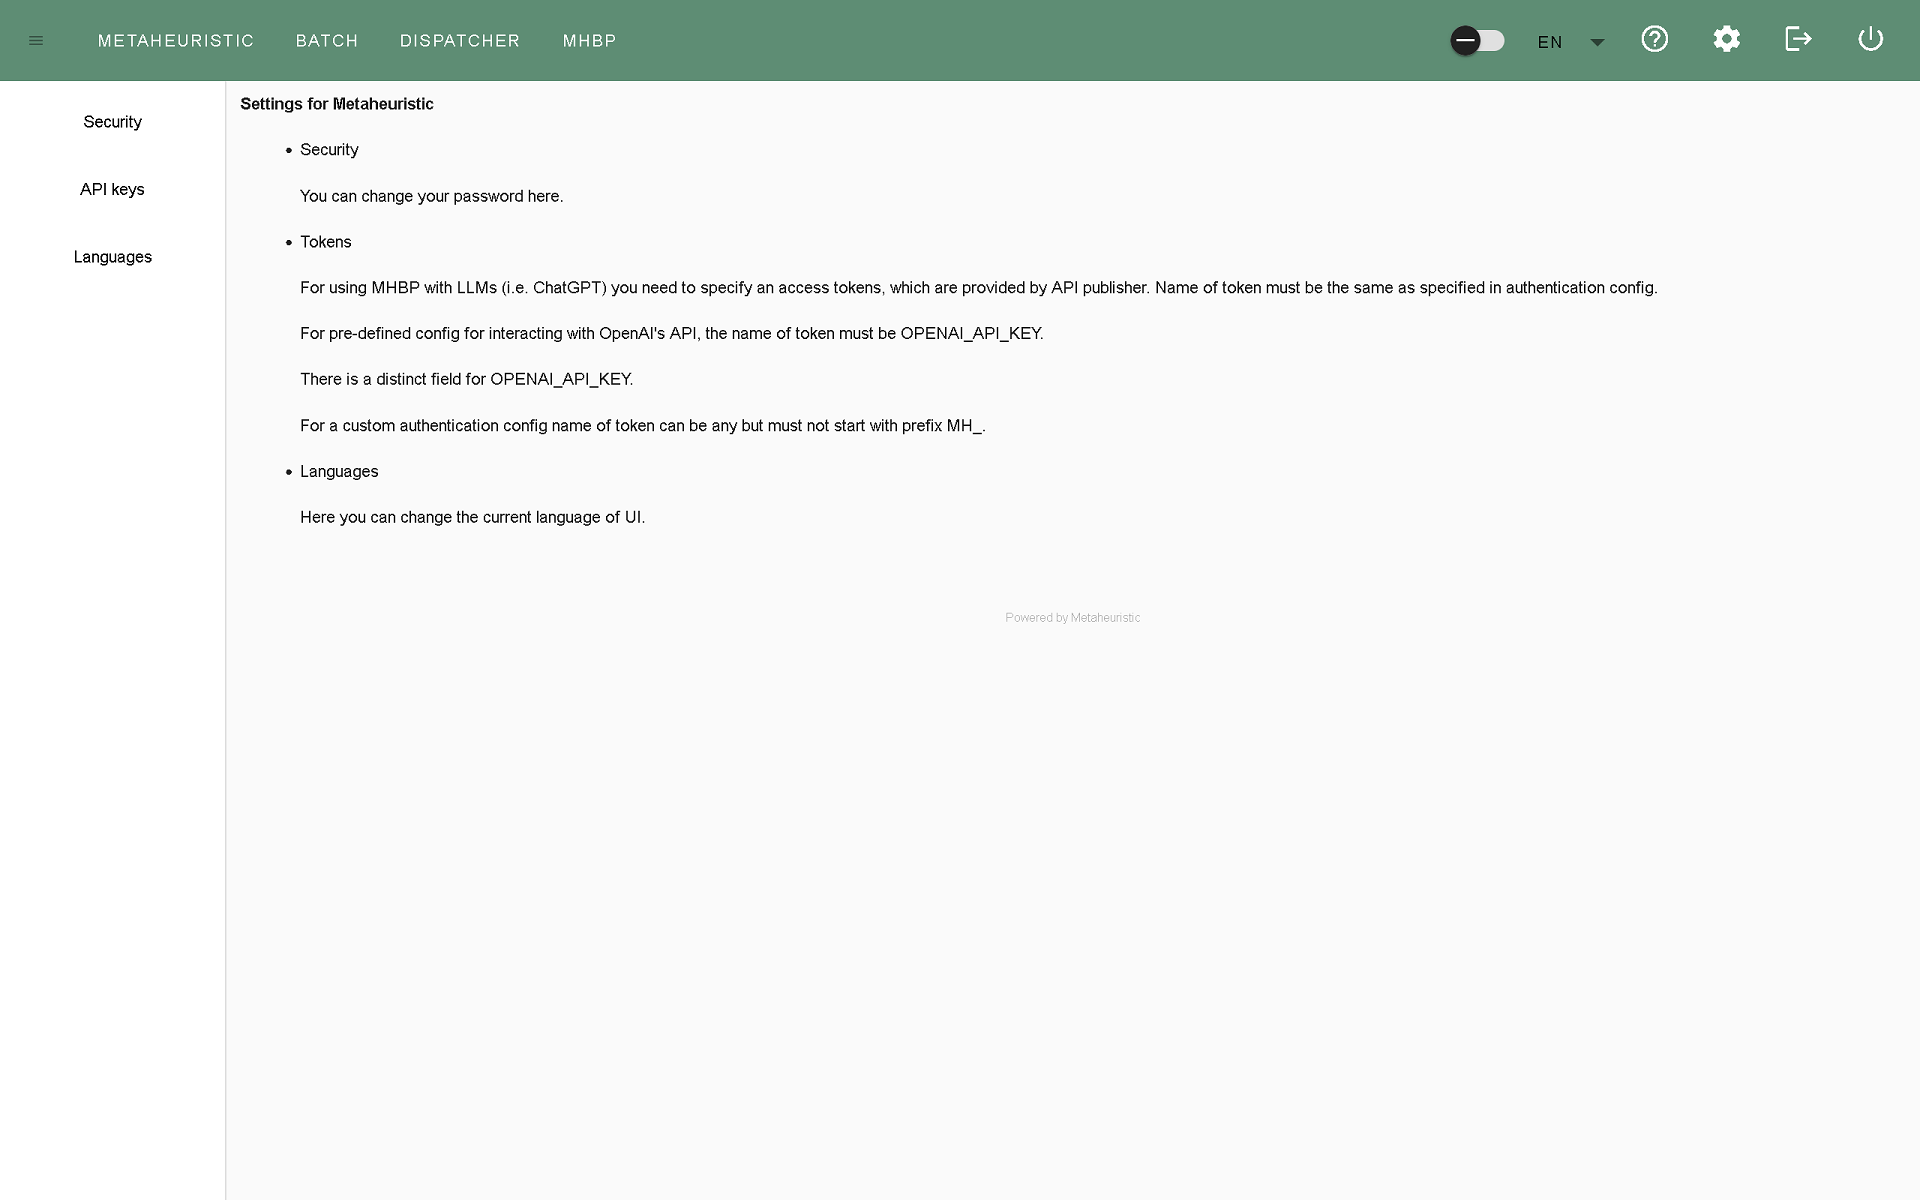 METAHEURISTIC BATCH DISPATCHER MHBP EN
Security
API keys
Languages
Settings for Metaheuristic
• Security
You can change your password here.
• Tokens
For using MHBP with LLMs (i.e. ChatGPT) you need to specify an access tokens, which are provided by API publisher. Name of token must be the same as specified in authentication config.
For pre-defined config for interacting with OpenAI's API, the name of token must be OPENAI_API_KEY.
There is a distinct field for OPENAI_API_KEY.
For a custom authentication config name of token can be any but must not start with prefix MH_.
• Languages
Here you can change the current language of UI.
Powered by Metaheuristic